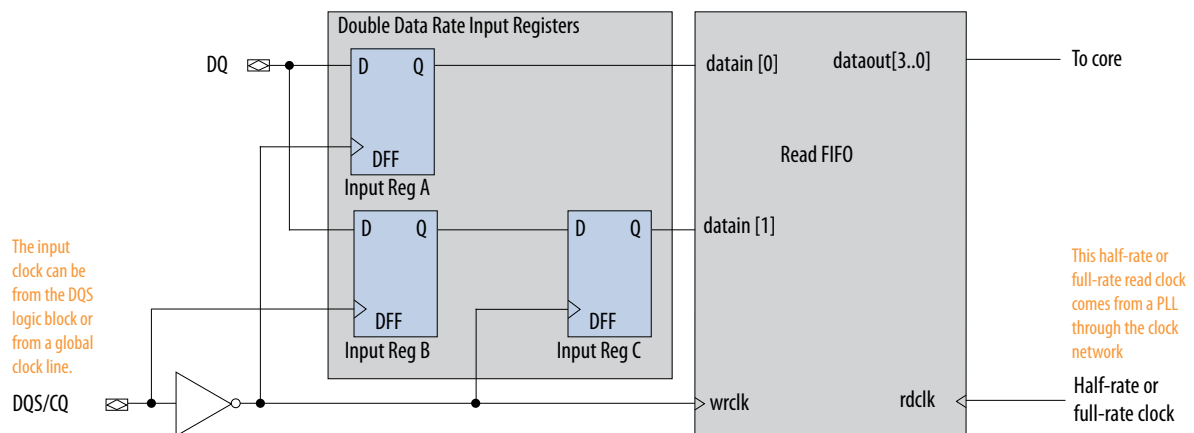 Double Data Rate Input Registers
DQ
D Q
DFF
Input Reg A
datain [0]
dataout[3..0]
To core
Read FIFO
D Q
DFF
Input Reg B
D Q
DFF
Input Reg C
datain [1]
The input
clock can be
from the DQS
logic block or
from a global
clock line.
This half-rate or
full-rate read clock
comes from a PLL
through the clock
network
DQS/CQ
wrclk
rdclk
Half-rate or
full-rate clock